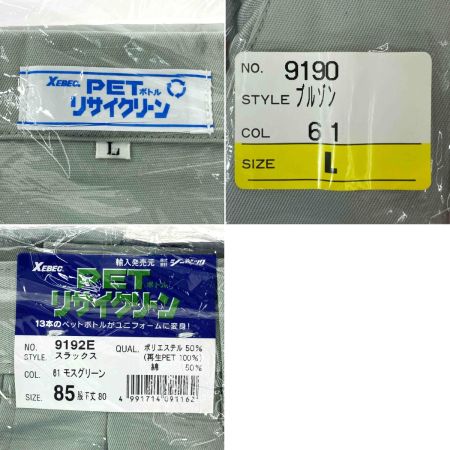 XEBEC PETボトル
リサイクリーン
L
NO. 9190
STYLE ブルゾン
COL 61
SIZE L
XEBEC
輸入発売元
PETボトル
リサイクリーン
13本のペットボトルがユニフォームに変身!
NO. 9192E
STYLE. スラックス
COL. 61 モスグリーン
SIZE. 85 股下丈80
QUAL. ポリエステル 50%
(再生PET 100%)
綿 50%
4 991714 091162